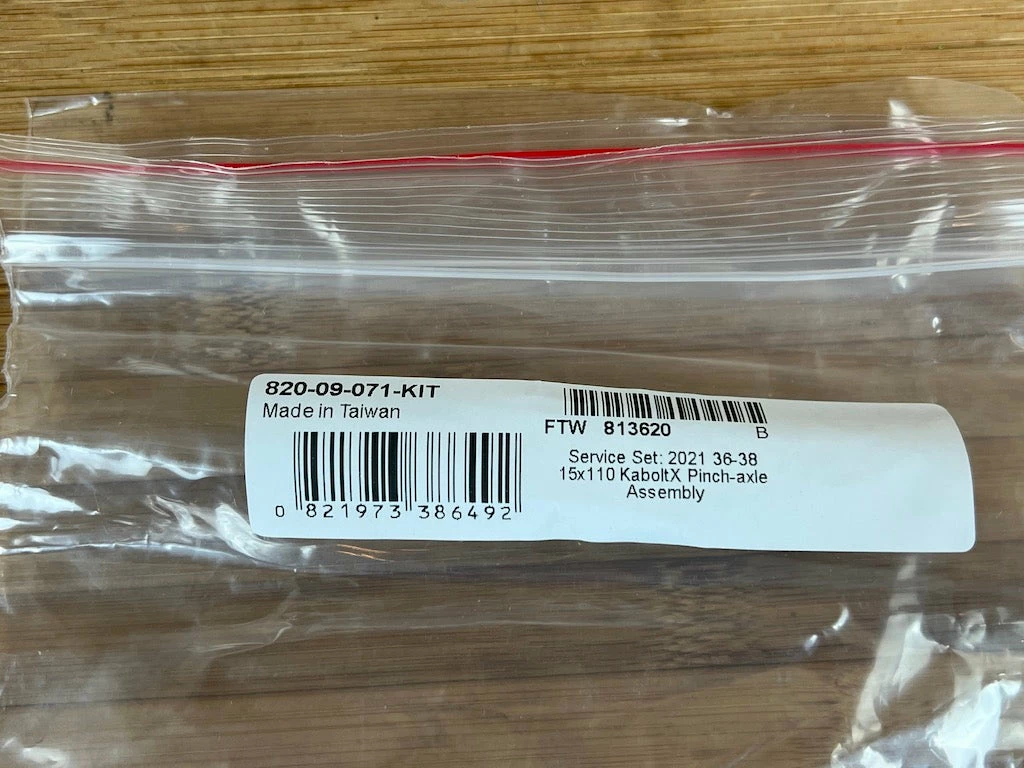 820-09-071-KIT
Made in Taiwan
0 821973 386492
FTW 813620
B
Service Set: 2021 36-38
15x110 KaboltX Pinch-axle
Assembly